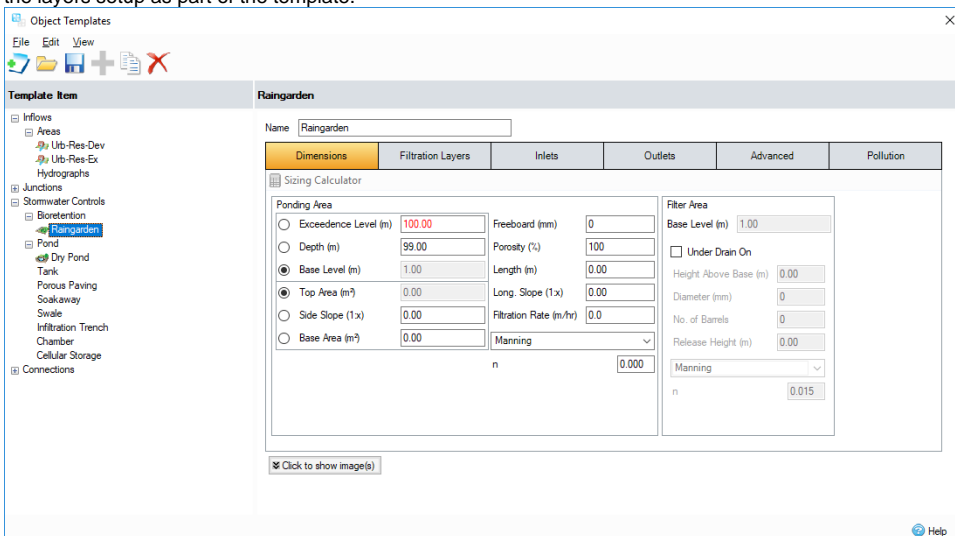 the layers setup as part of the template.
Object Templates
File Edit View
Template Item
Raingarden
Inflows
Areas
Urb-Res-Dev
Urb-Res-Ex
Hydrographs
Junctions
Stormwater Controls
Bioretention
Raingarden
Pond
Dry Pond
Tank
Porous Paving
Soakaway
Swale
Infiltration Trench
Chamber
Cellular Storage
Connections
Name Raingarden
Dimensions Filtration Layers Inlets Outlets Advanced Pollution
Sizing Calculator
Ponding Area
Exceedence Level (m) 100.00
Depth (m) 99.00
Base Level (m) 1.00
Top Area (m²) 0.00
Side Slope (1:x) 0.00
Base Area (m²) 0.00
Freeboard (mm) 0
Porosity (%) 100
Length (m) 0.00
Long. Slope (1:x) 0.00
Filtration Rate (m/hr) 0.0
Manning
n 0.000
Filter Area
Base Level (m) 1.00
Under Drain On
Height Above Base (m) 0.00
Diameter (mm) 0
No. of Barrels 0
Release Height (m) 0.00
Manning
n 0.015
Click to show image(s)
Help